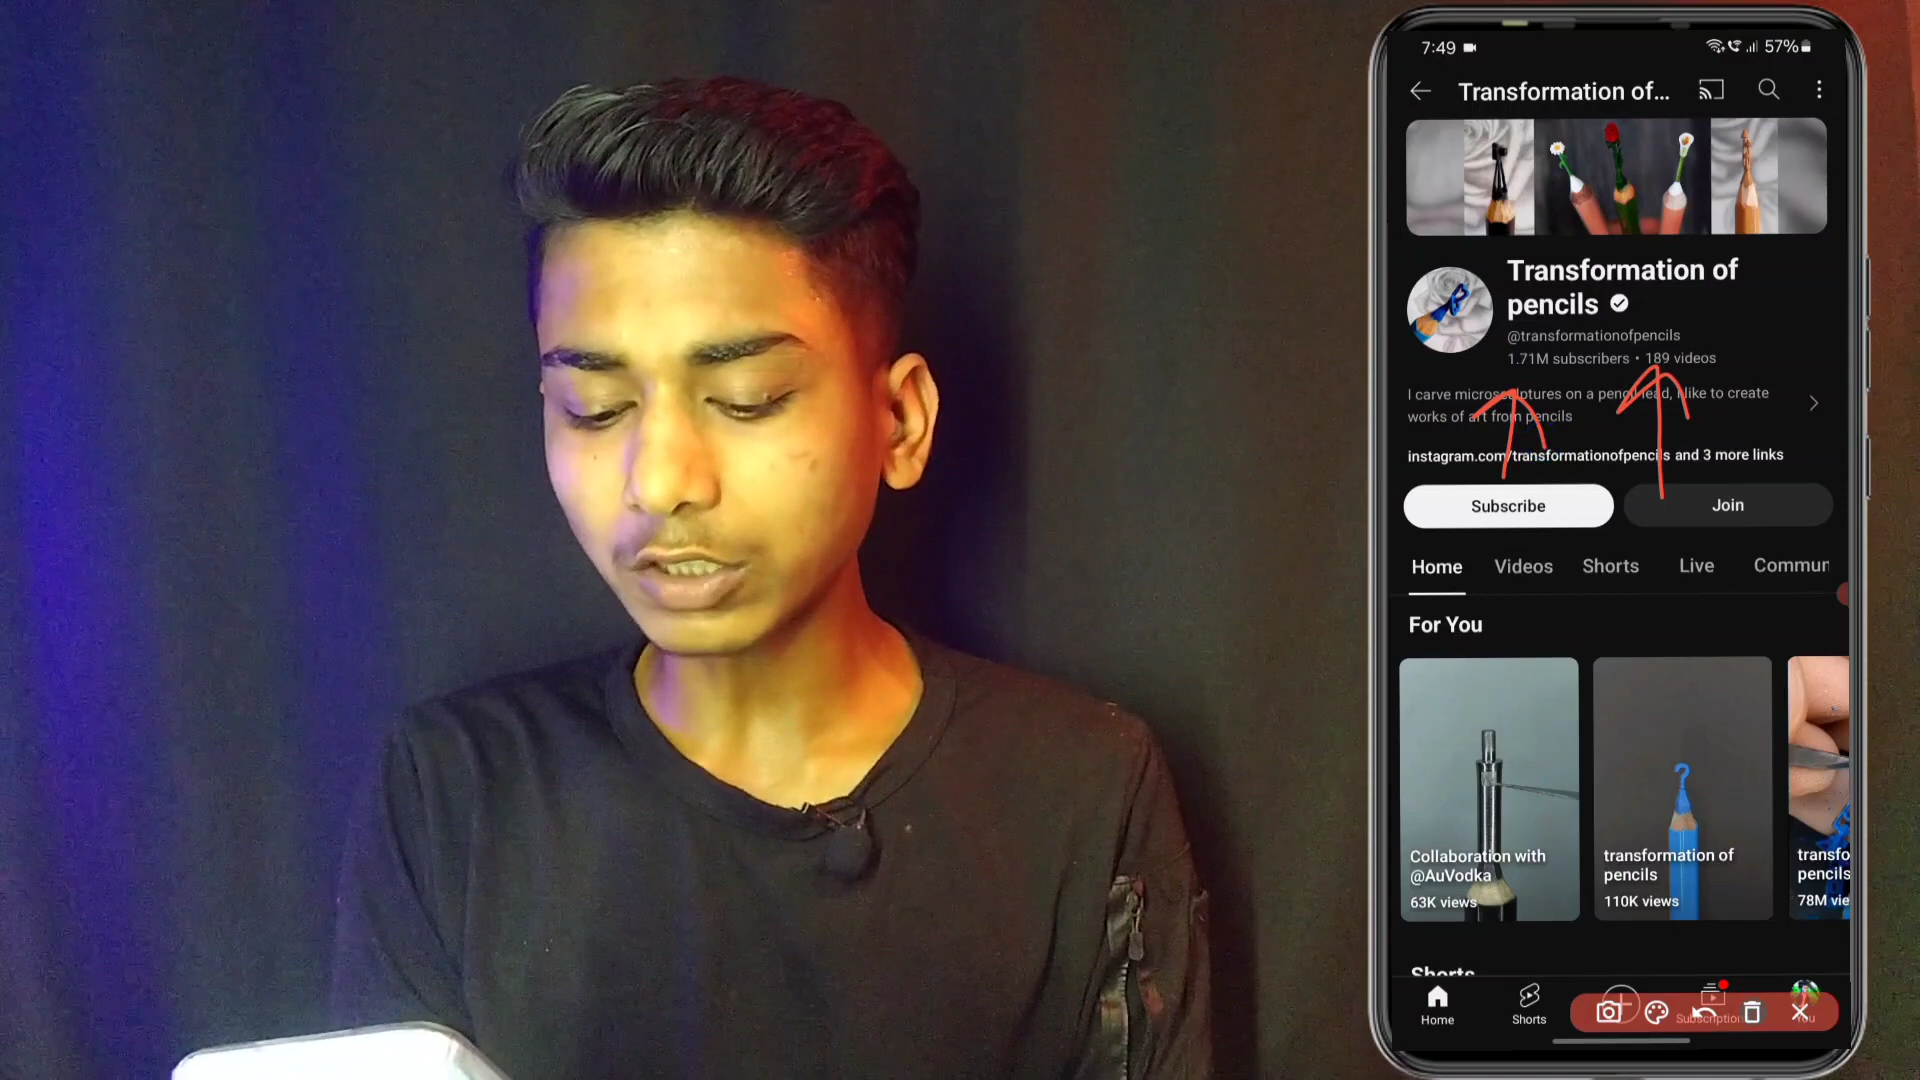 7:49
57%
Transformation of...
Transformation of
pencils
@transformationofpencils
1.71M subscribers • 189 videos
I carve microsculptures on a pencil lead, I like to create
works of art from pencils
instagram.com/transformationofpencils and 3 more links
Subscribe
Join
Home
Videos
Shorts
Live
Commun
For You
Collaboration with
@AuVodka
63K views
transformation of
pencils
110K views
transfo
pencils
78M vie
Shorts
Home
Shorts
Subscription
You